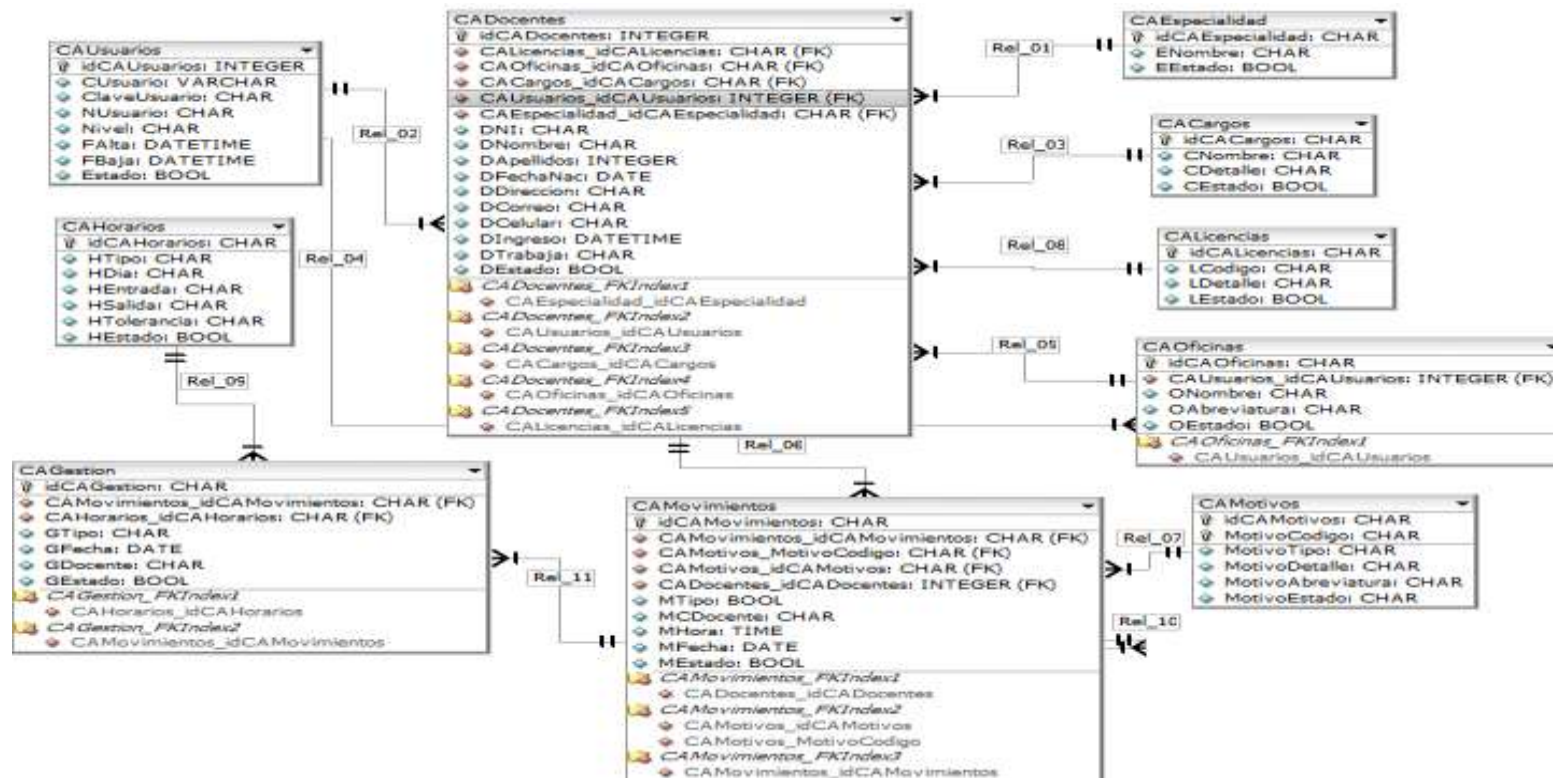 CAUsuarios
idCAUsuarios: INTEGER
CUsuario: VARCHAR
ClaveUsuario: CHAR
NUsuario: CHAR
Nivel: CHAR
FAlta: DATETIME
FBaja: DATETIME
Estado: BOOL
CAHorarios
idCAHorarios: CHAR
HTipo: CHAR
HDia: CHAR
HEntrada: CHAR
HSalida: CHAR
HTolerancia: CHAR
HEstado: BOOL
Rel_02
Rel_04
Rel_09
CADocentes
idCADocentes: INTEGER
CALicencias_idCALicencias: CHAR (FK)
CAOficinas_idCAOficinas: CHAR (FK)
CACargos_idCACargos: CHAR (FK)
CAUsuarios_idCAUsuarios: INTEGER (FK)
CAEspecialidad_idCAEspecialidad: CHAR (FK)
DNI: CHAR
DNombre: CHAR
DApellidos: INTEGER
DFechaNac: DATE
DDireccion: CHAR
DCorreo: CHAR
DCelular: CHAR
DIngreso: DATETIME
DTrabaja: CHAR
DEstado: BOOL
CADocentes_FKIndex1
CAEspecialidad_idCAEspecialidad
CADocentes_FKIndex2
CAUsuarios_idCAUsuarios
CADocentes_FKIndex3
CACargos_idCACargos
CADocentes_FKIndex4
CAOficinas_idCAOficinas
CADocentes_FKIndex5
CALicencias_idCALicencias
Rel_01
Rel_03
Rel_08
Rel_05
Rel_06
CAEspecialidad
idCAEspecialidad: CHAR
ENombre: CHAR
EEstado: BOOL
CACargos
idCACargos: CHAR
CNombre: CHAR
CDetalle: CHAR
CEstado: BOOL
CALicencias
idCALicencias: CHAR
LCodigo: CHAR
LDetalle: CHAR
LEstado: BOOL
CAOficinas
idCAOficinas: CHAR
CAUsuarios_idCAUsuarios: INTEGER (FK)
ONombre: CHAR
OAbreviatura: CHAR
OEstado: BOOL
CAOficinas_FKIndex1
CAUsuarios_idCAUsuarios
CAGestion
idCAGestion: CHAR
CAMovimientos_idCAMovimientos: CHAR (FK)
CAHorarios_idCAHorarios: CHAR (FK)
GTipo: CHAR
GFecha: DATE
GDocente: CHAR
GEstado: BOOL
CAGestion_FKIndex1
CAHorarios_idCAHorarios
CAGestion_FKIndex2
CAMovimientos_idCAMovimientos
Rel_11
CAMovimientos
idCAMovimientos: CHAR
CAMovimientos_idCAMovimientos: CHAR (FK)
CAMotivos_MotivoCodigo: CHAR (FK)
CAMotivos_idCAMotivos: CHAR (FK)
CADocentes_idCADocentes: INTEGER (FK)
MTipo: BOOL
MCDocente: CHAR
MHora: TIME
MFecha: DATE
MEstado: BOOL
CAMovimientos_FKIndex1
CADocentes_idCADocentes
CAMovimientos_FKIndex2
CAMotivos_idCAMotivos
CAMotivos_MotivoCodigo
CAMovimientos_FKIndex3
CAMovimientos_idCAMovimientos
Rel_07
Rel_10
CAMotivos
idCAMotivos: CHAR
MotivoCodigo: CHAR
MotivoTipo: CHAR
MotivoDetalle: CHAR
MotivoAbreviatura: CHAR
MotivoEstado: CHAR